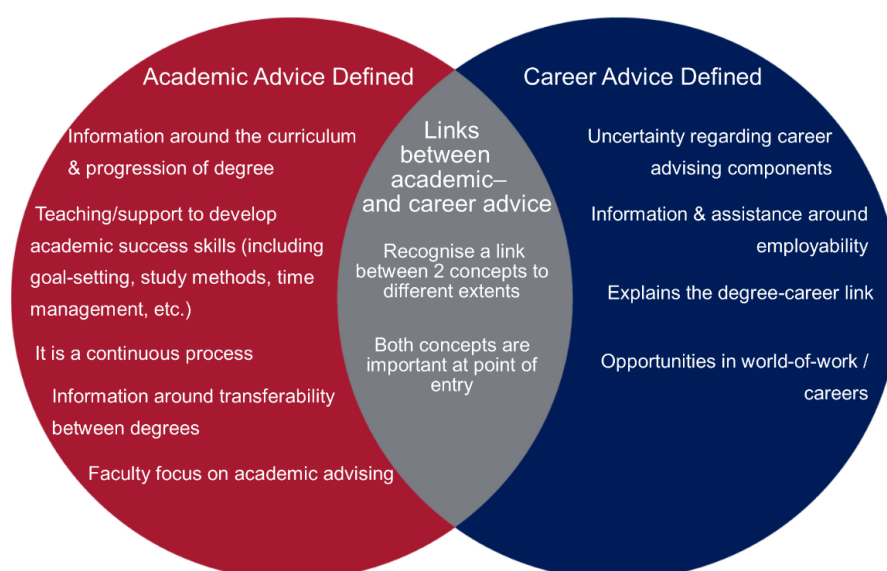 Academic Advice Defined
Information around the curriculum
& progression of degree
Teaching/support to develop
academic success skills (including
goal-setting, study methods, time
management, etc.)
It is a continuous process
Information around transferability
between degrees
Faculty focus on academic advising
Links
between
academic–
and career advice
Recognise a link
between 2 concepts to
different extents
Both concepts are
important at point of
entry
Career Advice Defined
Uncertainty regarding career
advising components
Information & assistance around
employability
Explains the degree-career link
Opportunities in world-of-work /
careers